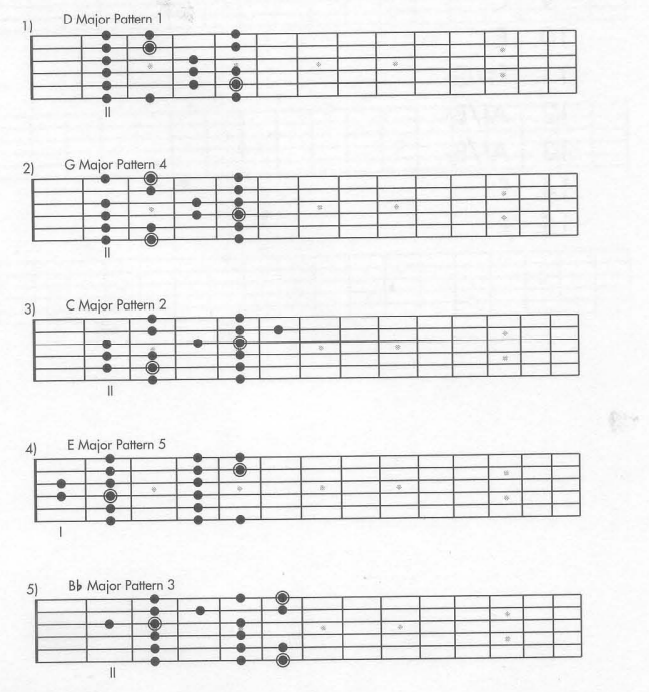 1) D Major Pattern 1
II
2) G Major Pattern 4
II
3) C Major Pattern 2
II
4) E Major Pattern 5
I
5) B♭ Major Pattern 3
II